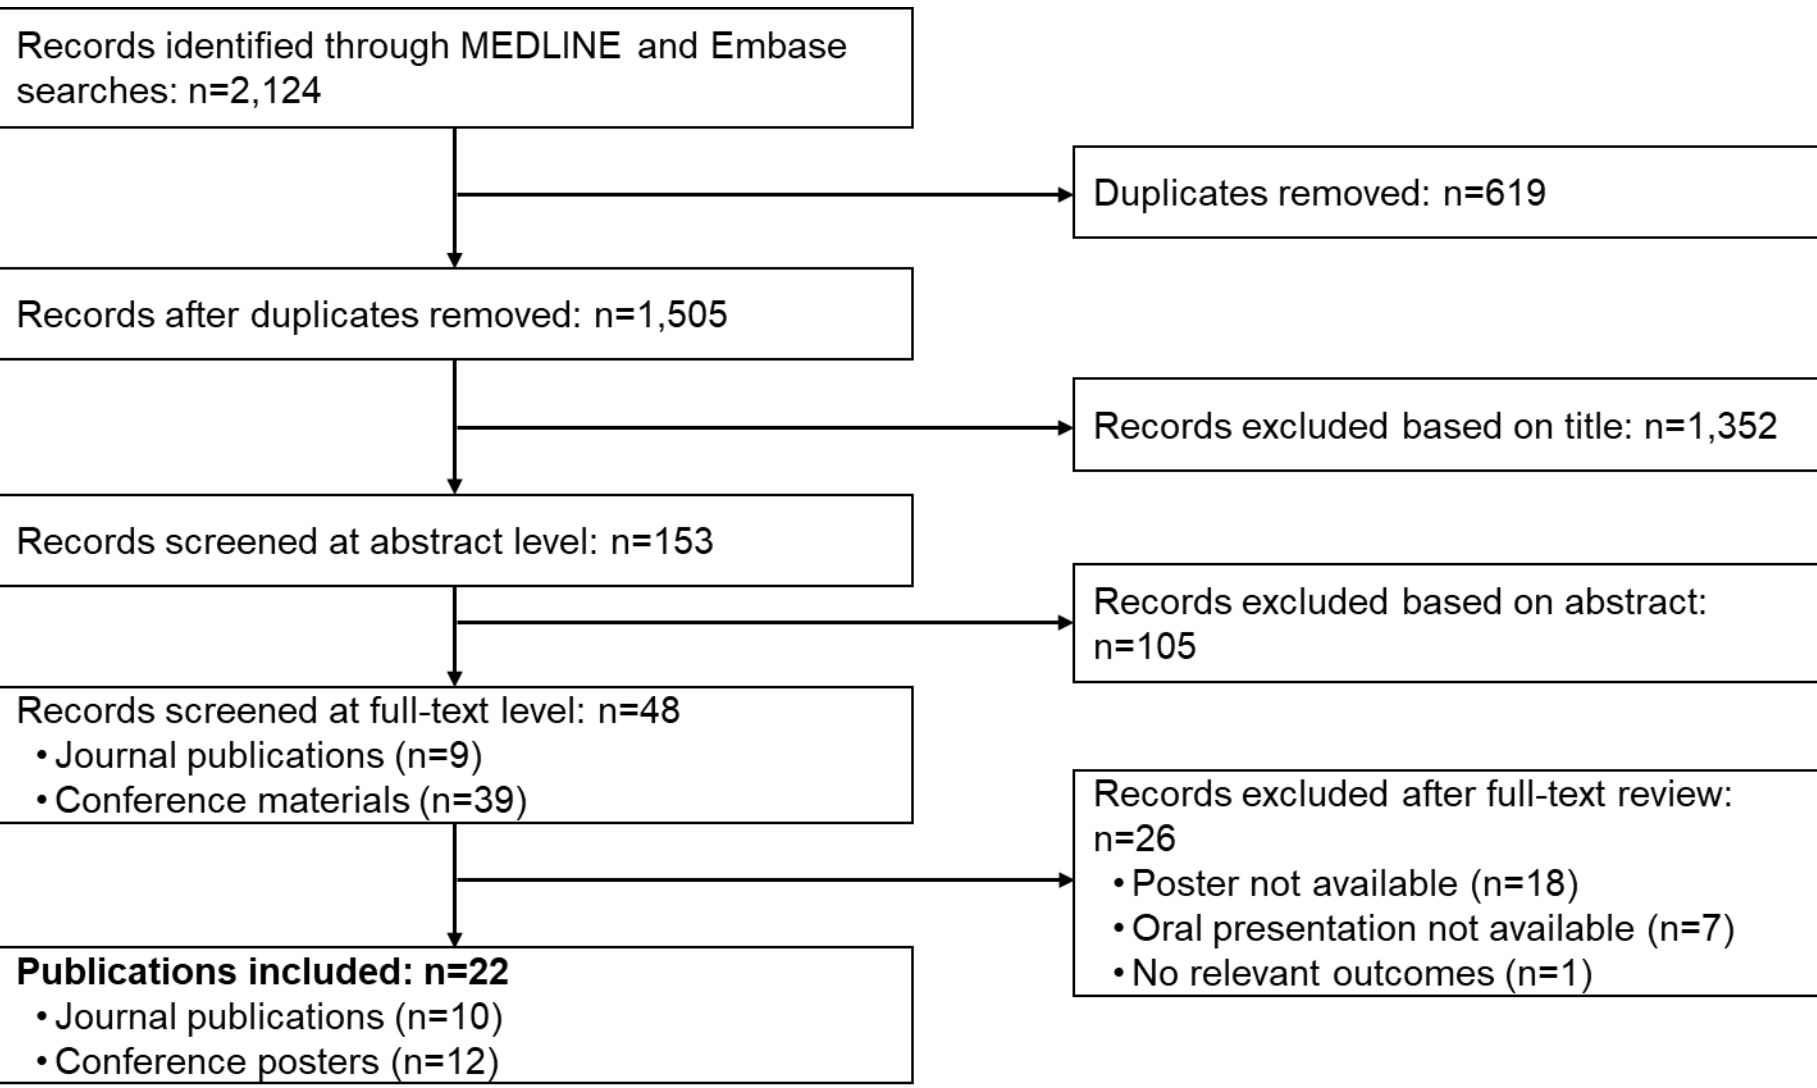 Records identified through MEDLINE and Embase
searches: n=2,124
Duplicates removed: n=619
Records after duplicates removed: n=1,505
Records excluded based on title: n=1,352
Records screened at abstract level: n=153
Records excluded based on abstract:
n=105
Records screened at full-text level: n=48
• Journal publications (n=9)
• Conference materials (n=39)
Records excluded after full-text review:
n=26
• Poster not available (n=18)
• Oral presentation not available (n=7)
• No relevant outcomes (n=1)
Publications included: n=22
• Journal publications (n=10)
• Conference posters (n=12)